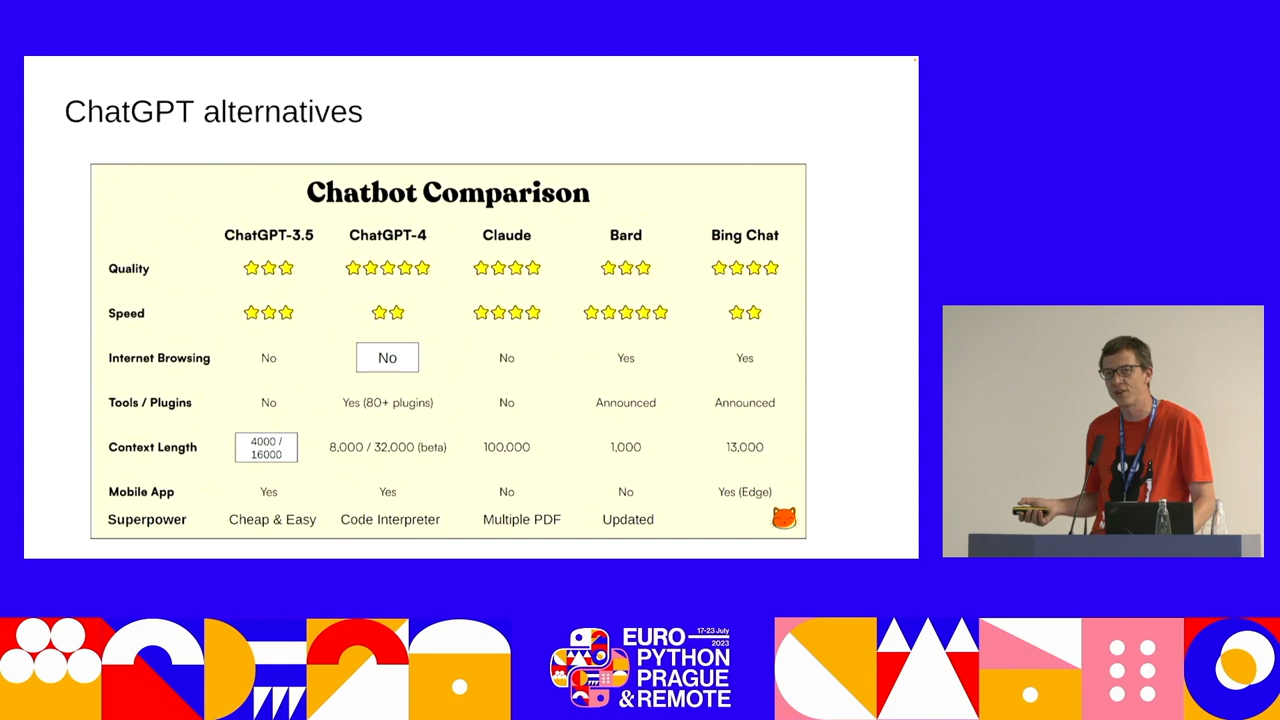 ChatGPT alternatives
Chatbot Comparison
ChatGPT-3.5 ChatGPT-4 Claude Bard Bing Chat
Quality
Speed
Internet Browsing No No No Yes Yes
Tools / Plugins No Yes (80+ plugins) No Announced Announced
Context Length 4000 / 16000 8,000 / 32,000 (beta) 100,000 1,000 13,000
Mobile App Yes Yes No No Yes (Edge)
Superpower Cheap & Easy Code Interpreter Multiple PDF Updated
EURO 17-23 July 2023
PYTHON
PRAGUE
& REMOTE